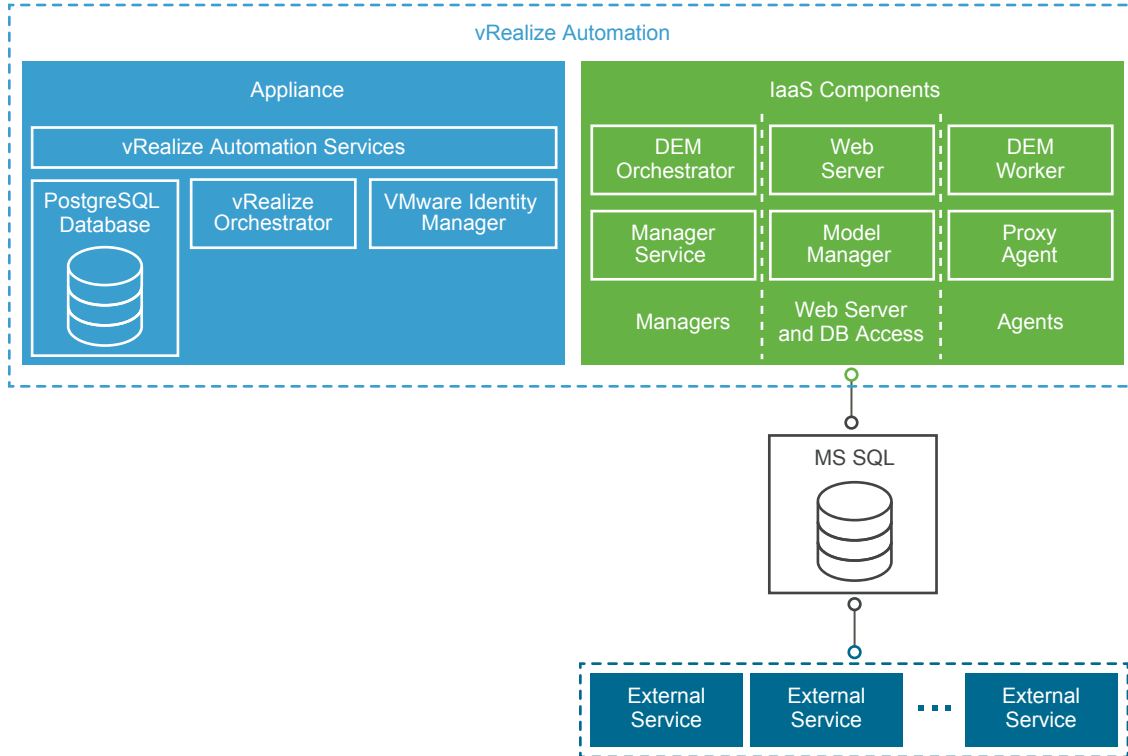 vRealize Automation
Appliance
vRealize Automation Services
PostgreSQL
Database
vRealize
Orchestrator
VMware Identity
Manager
IaaS Components
DEM
Orchestrator
Web
Server
DEM
Worker
Manager
Service
Model
Manager
Proxy
Agent
Managers
Web Server
and DB Access
Agents
MS SQL
External
Service
External
Service
External
Service